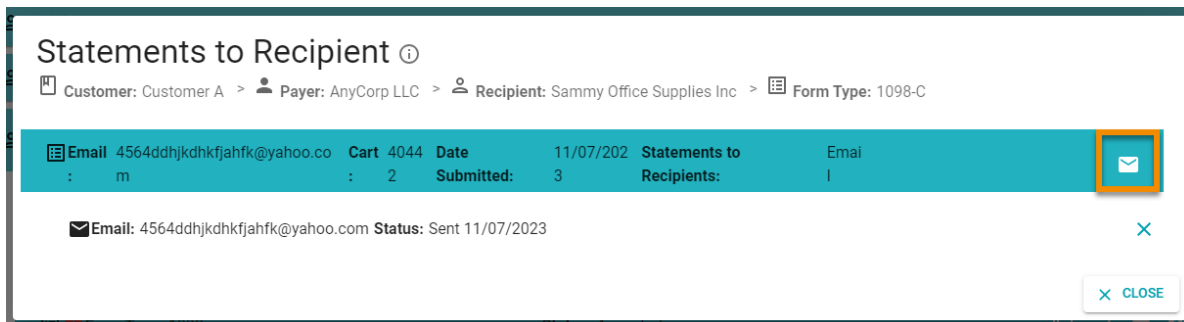 Statements to Recipient
Customer: Customer A > Payer: AnyCorp LLC > Recipient: Sammy Office Supplies Inc > Form Type: 1098-C
Email 4564ddhjkdhkfjahfk@yahoo.co Cart 4044 Date 11/07/202 Statements to Emai
: m : 2 Submitted: 3 Recipients: l
Email: 4564ddhjkdhkfjahfk@yahoo.com Status: Sent 11/07/2023
CLOSE